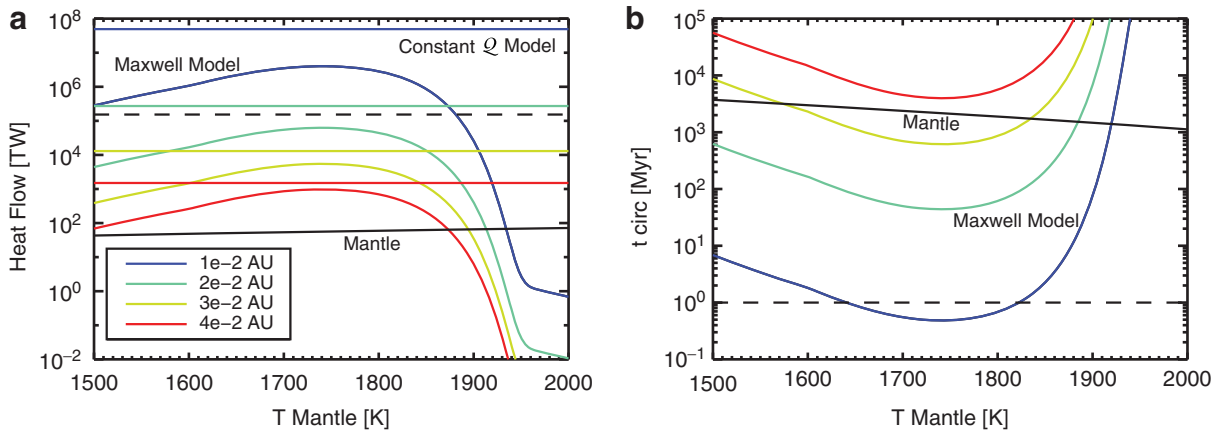 a
Heat Flow [TW]
10^8
10^6
10^4
10^2
10^0
10^−2
Constant Q Model
Maxwell Model
Mantle
1e−2 AU
2e−2 AU
3e−2 AU
4e−2 AU
1500 1600 1700 1800 1900 2000
T Mantle [K]
b
t circ [Myr]
10^5
10^4
10^3
10^2
10^1
10^0
10^−1
Mantle
Maxwell Model
1500 1600 1700 1800 1900 2000
T Mantle [K]